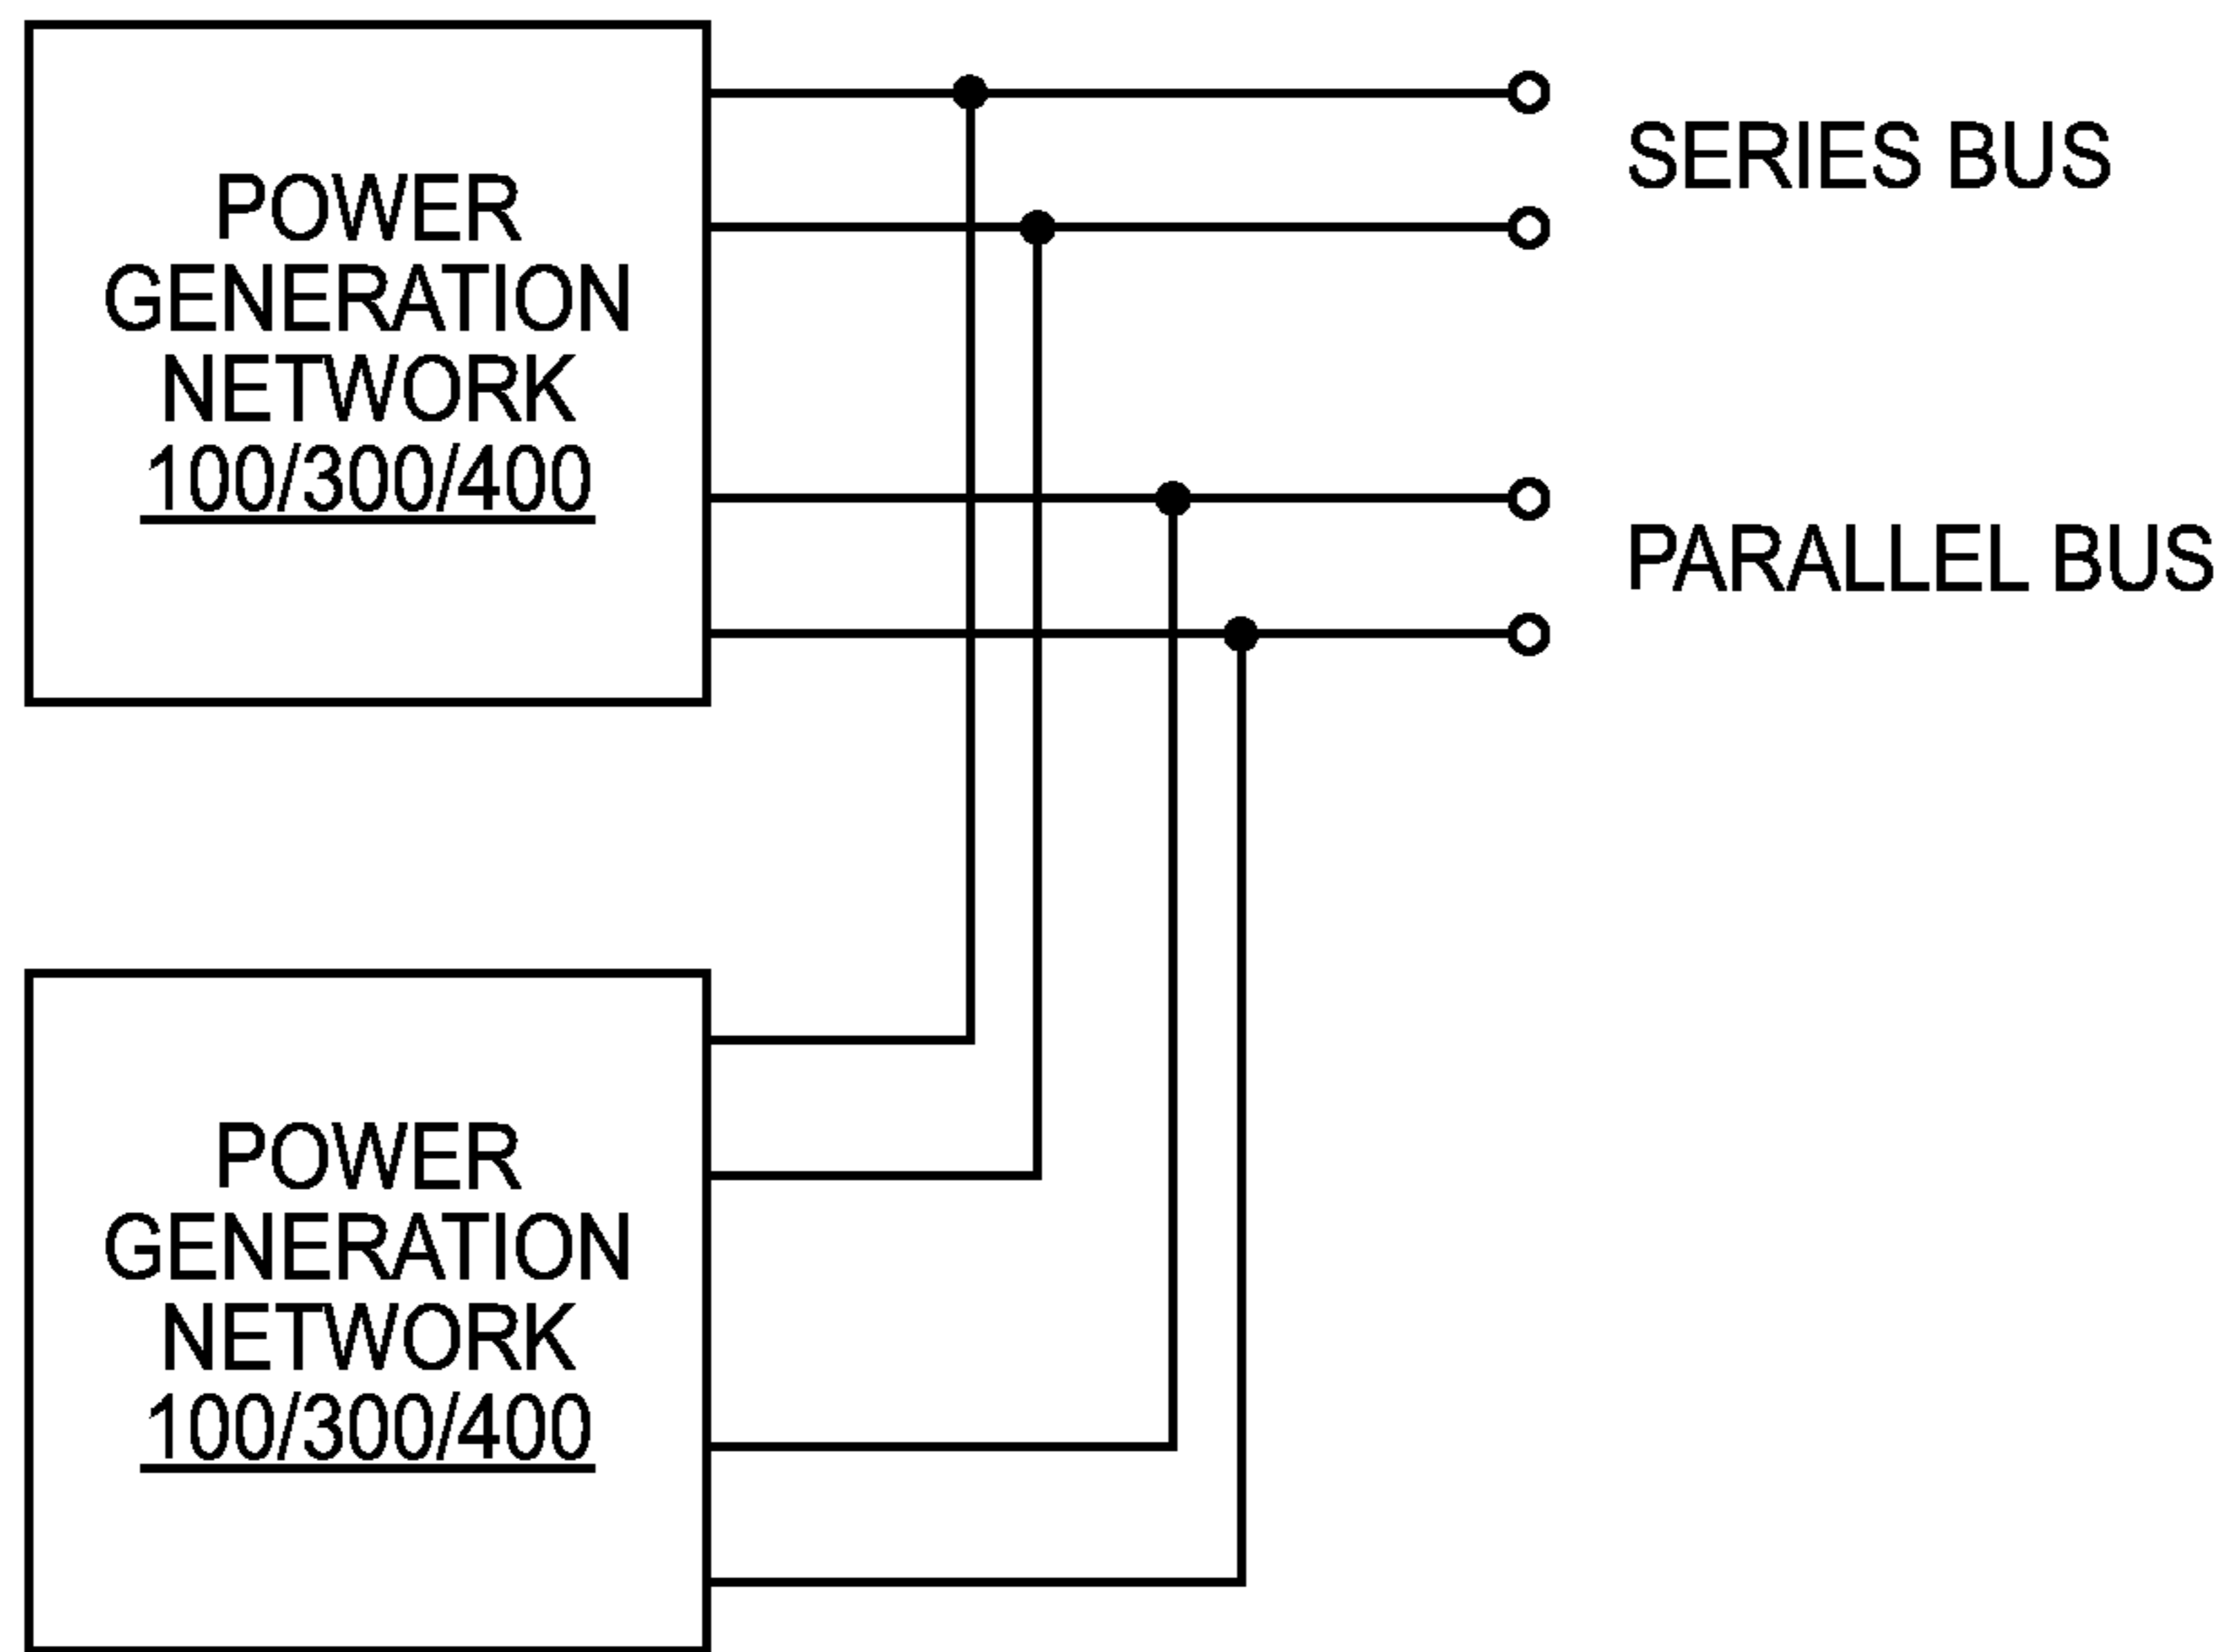 POWER
GENERATION
NETWORK
100/300/400
SERIES BUS
PARALLEL BUS
POWER
GENERATION
NETWORK
100/300/400